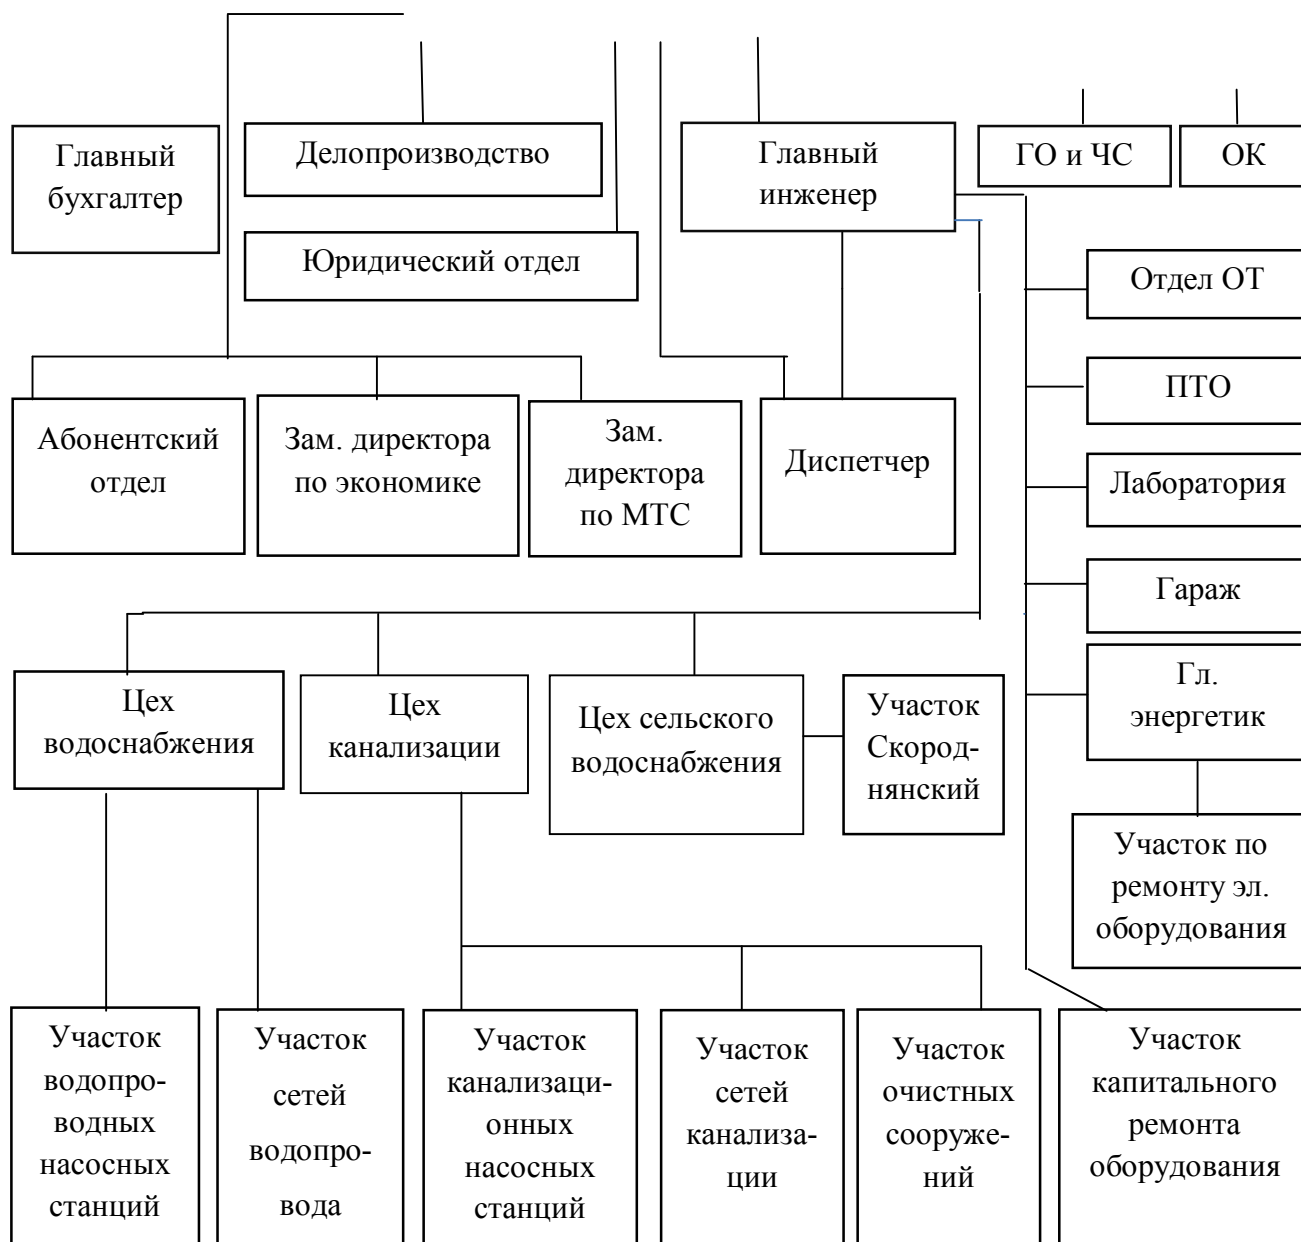 Главный
бухгалтер
Делопроизводство
Юридический отдел
Главный
инженер
ГО и ЧС
ОК
Отдел ОТ
ПТО
Лаборатория
Гараж
Гл.
энергетик
Абонентский
отдел
Зам. директора
по экономике
Зам.
директора
по МТС
Диспетчер
Цех
водоснабжения
Цех
канализации
Цех сельского
водоснабжения
Участок
Скород-
нянский
Участок по
ремонту эл.
оборудования
Участок
водопро-
водных
насосных
станций
Участок
сетей
водопро-
вода
Участок
канализаци-
онных
насосных
станций
Участок
сетей
канализа-
ции
Участок
очистных
сооруже-
ний
Участок
капитального
ремонта
оборудования